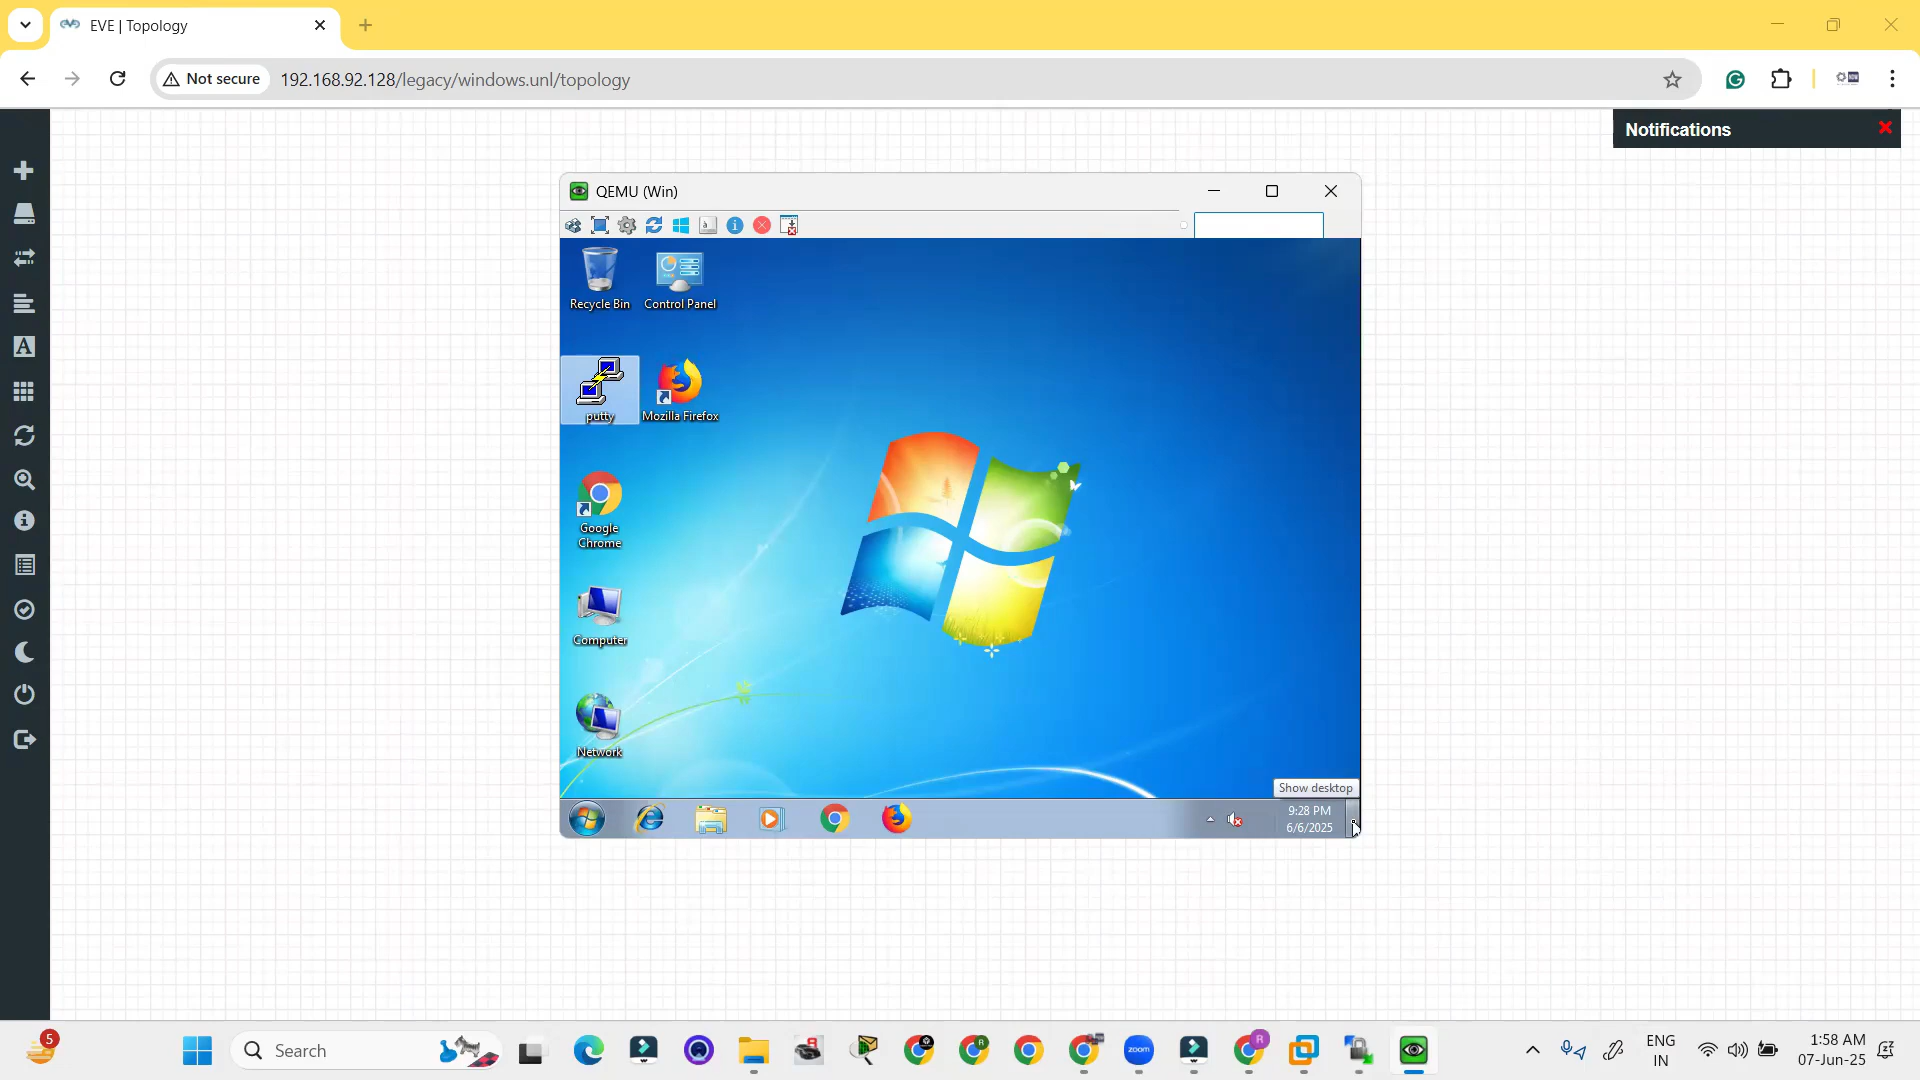 EVE | Topology
Not secure
192.168.92.128/legacy/windows.unl/topology
Notifications
QEMU (Win)
Recycle Bin
Control Panel
putty
Mozilla Firefox
Google
Chrome
Computer
Network
Show desktop
9:28 PM
6/6/2025
5
Search
zoom
R
ENG
IN
1:58 AM
07-Jun-25